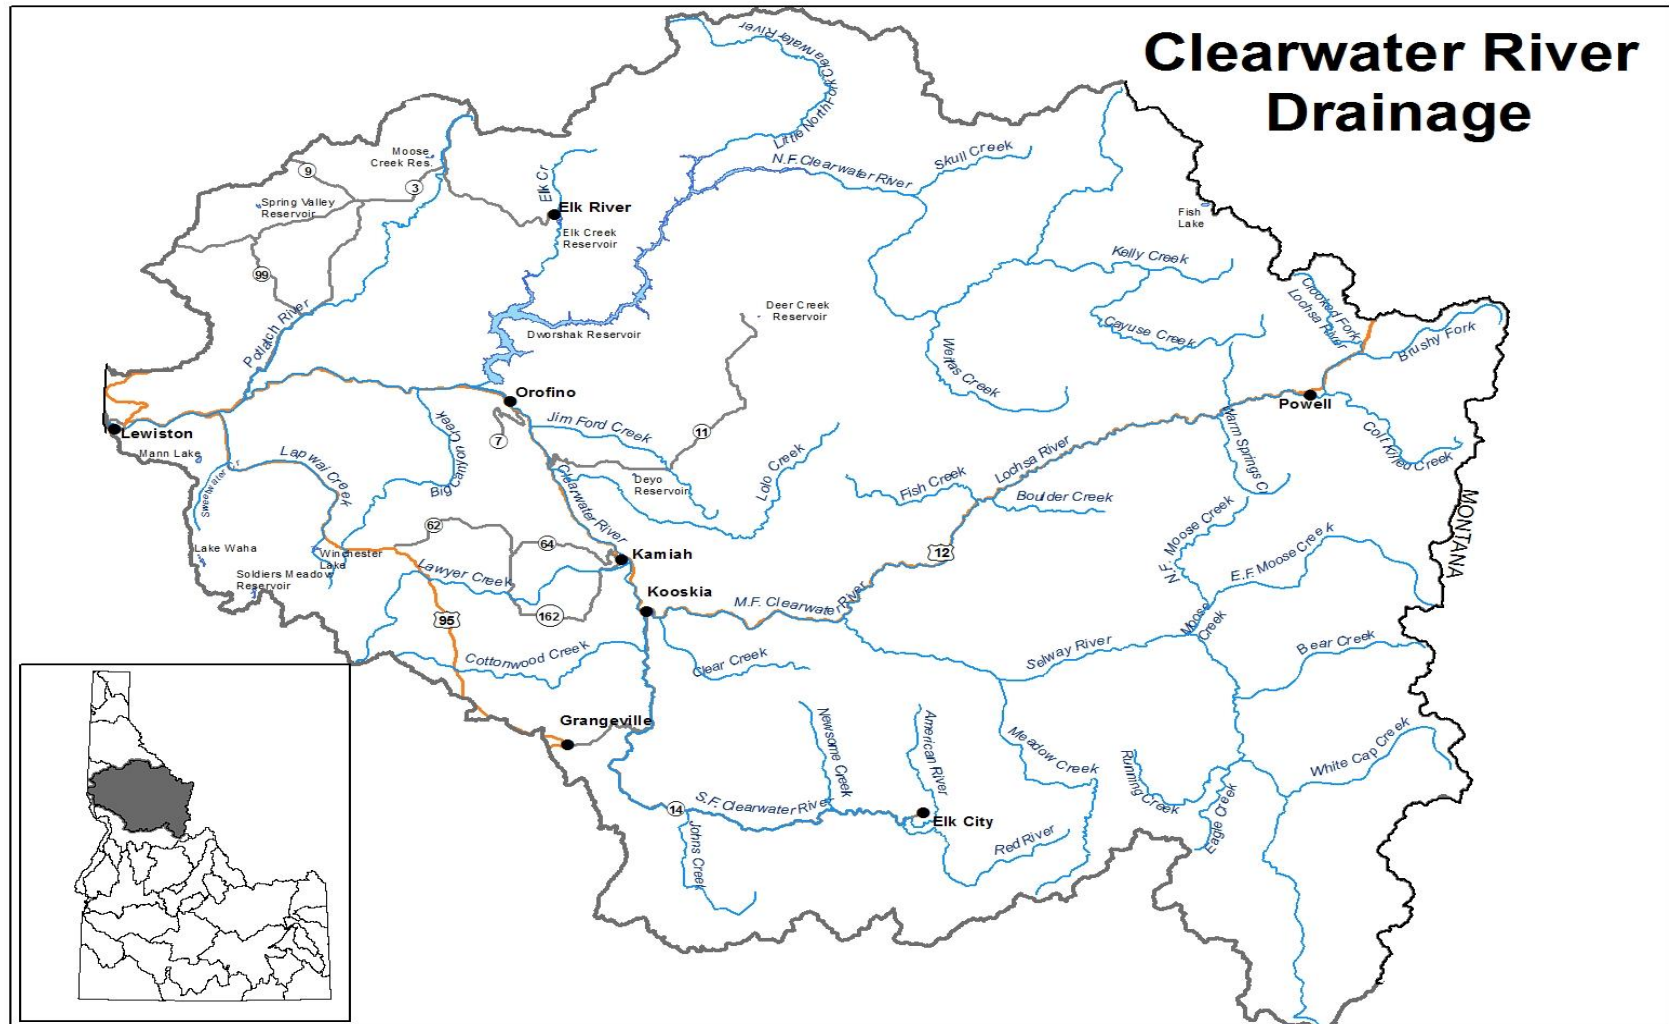 Clearwater River
Drainage
Little North Fork Clearwater River
N.F. Clearwater River
Skull Creek
Moose
Creek Res.
9
3
Elk Cr
Spring Valley
Reservoir
Elk River
Elk Creek
Reservoir
Fish
Lake
99
Kelly Creek
Potlatch River
Deer Creek
Reservoir
Dworshak Reservoir
Cayuse Creek
Crooked Fork
Lochsa River
Brushy Fork
Weitas Creek
Orofino
Powell
Lewiston
Mann Lake
Sweetwater Cr
Lapwai Creek
Big Canyon Creek
7
Jim Ford Creek
11
Lolo Creek
Deyo
Reservoir
Clearwater River
Fish Creek
Lochsa River
Boulder Creek
Warm Springs Cr
Colt Killed Creek
MONTANA
62
64
12
N.F. Moose Creek
E.F. Moose Creek
Lake Waha
Winchester
Lake
Soldiers Meadow
Reservoir
Lawyer Creek
Kamiah
Kooskia
162
95
M.F. Clearwater River
Moose
Creek
Selway River
Bear Creek
Cottonwood Creek
Clear Creek
Grangeville
Newsome Creek
American River
Meadow Creek
Running Creek
White Cap Creek
14
S.F. Clearwater River
Elk City
Johns Creek
Red River
Eagle Creek